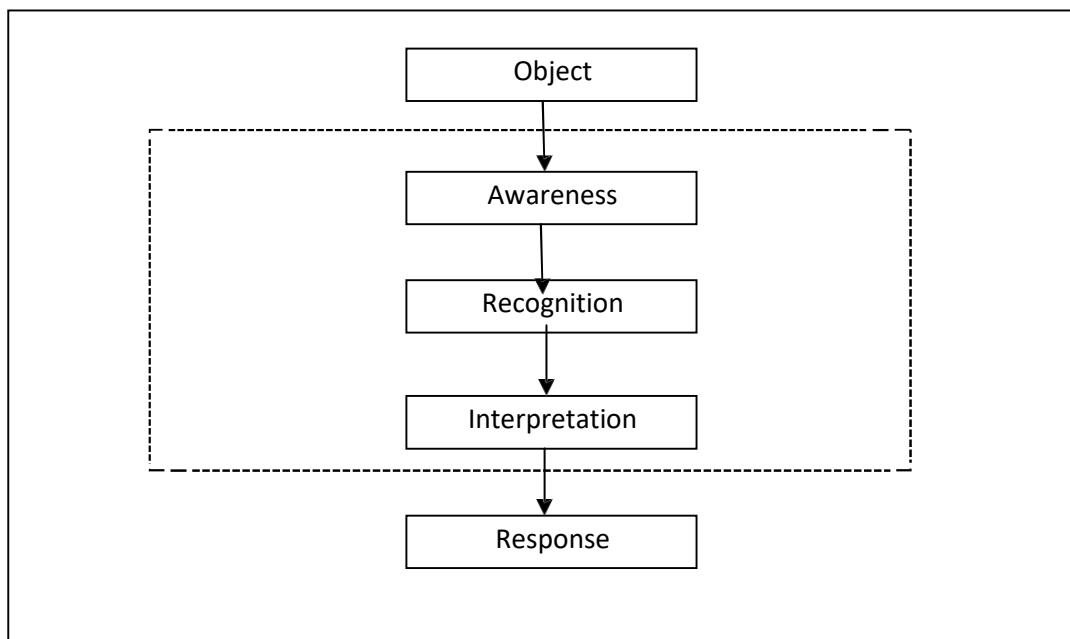 Object
Awareness
Recognition
Interpretation
Response